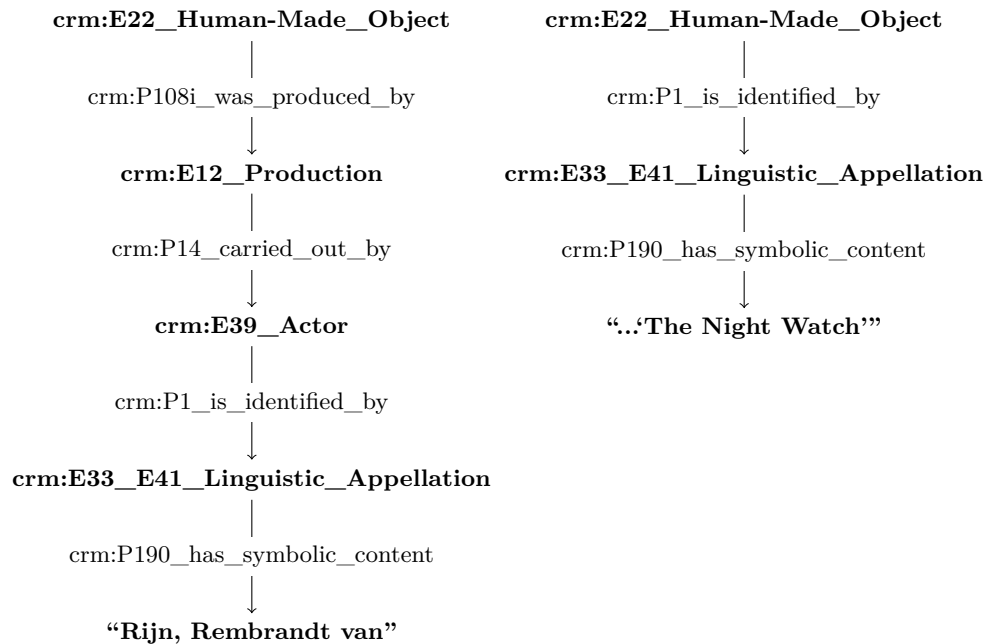 crm:E22_Human-Made_Object
crm:P108i_was_produced_by
crm:E12_Production
crm:P14_carried_out_by
crm:E39_Actor
crm:P1_is_identified_by
crm:E33_E41_Linguistic_Appellation
crm:P190_has_symbolic_content
“Rijn, Rembrandt van”
crm:E22_Human-Made_Object
crm:P1_is_identified_by
crm:E33_E41_Linguistic_Appellation
crm:P190_has_symbolic_content
“...‘The Night Watch’”